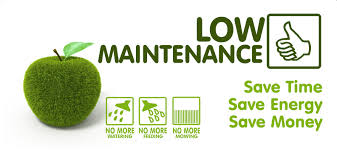 LOW
MAINTENANCE
Save Time
Save Energy
Save Money
NO MORE
WATERING
NO MORE
FEEDING
NO MORE
MOWING